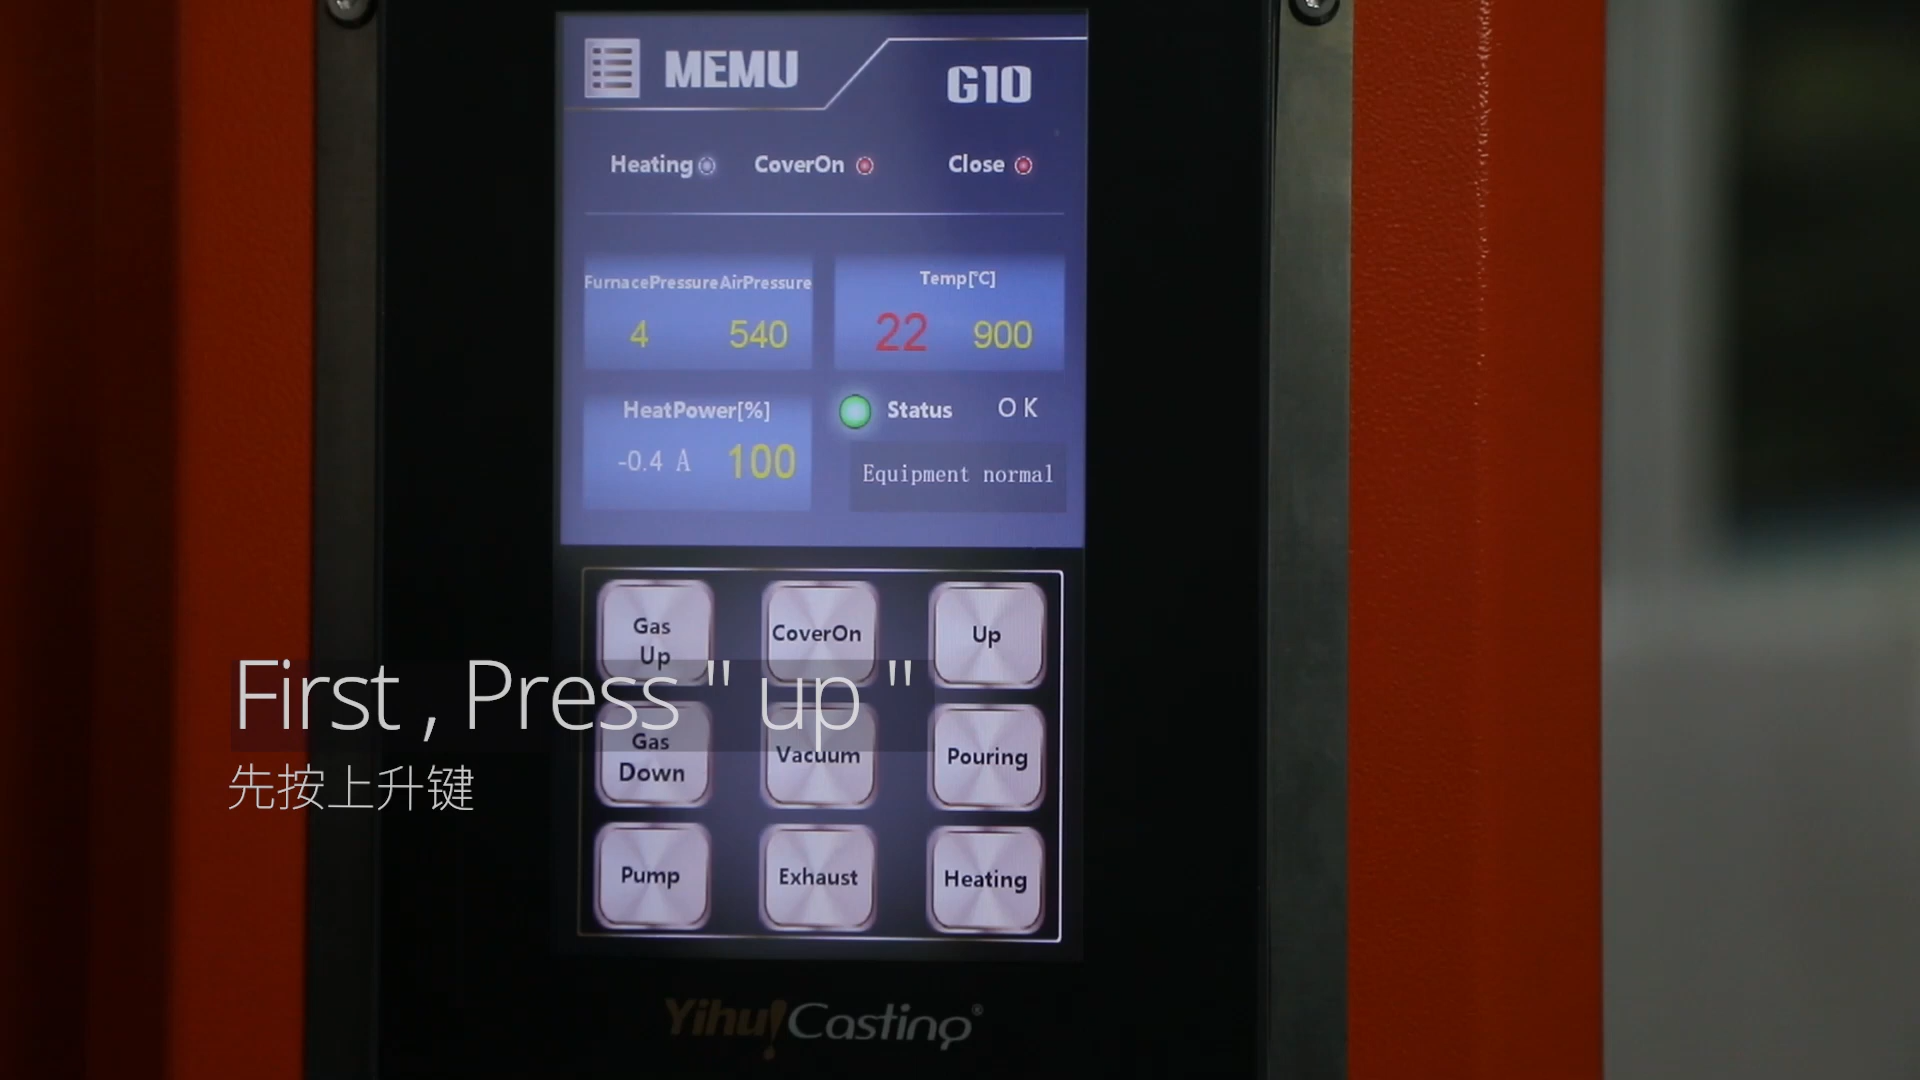 MEMU
G10
Heating CoverOn Close
FurnacePressure AirPressure
4 540
Temp[℃]
22 900
HeatPower[%]
-0.4 A 100
Status OK
Equipment normal
Gas Up
CoverOn
Up
First , Press " up "
先按上升键
Gas Down
Vacuum
Pouring
Pump
Exhaust
Heating
Yihui Casting®